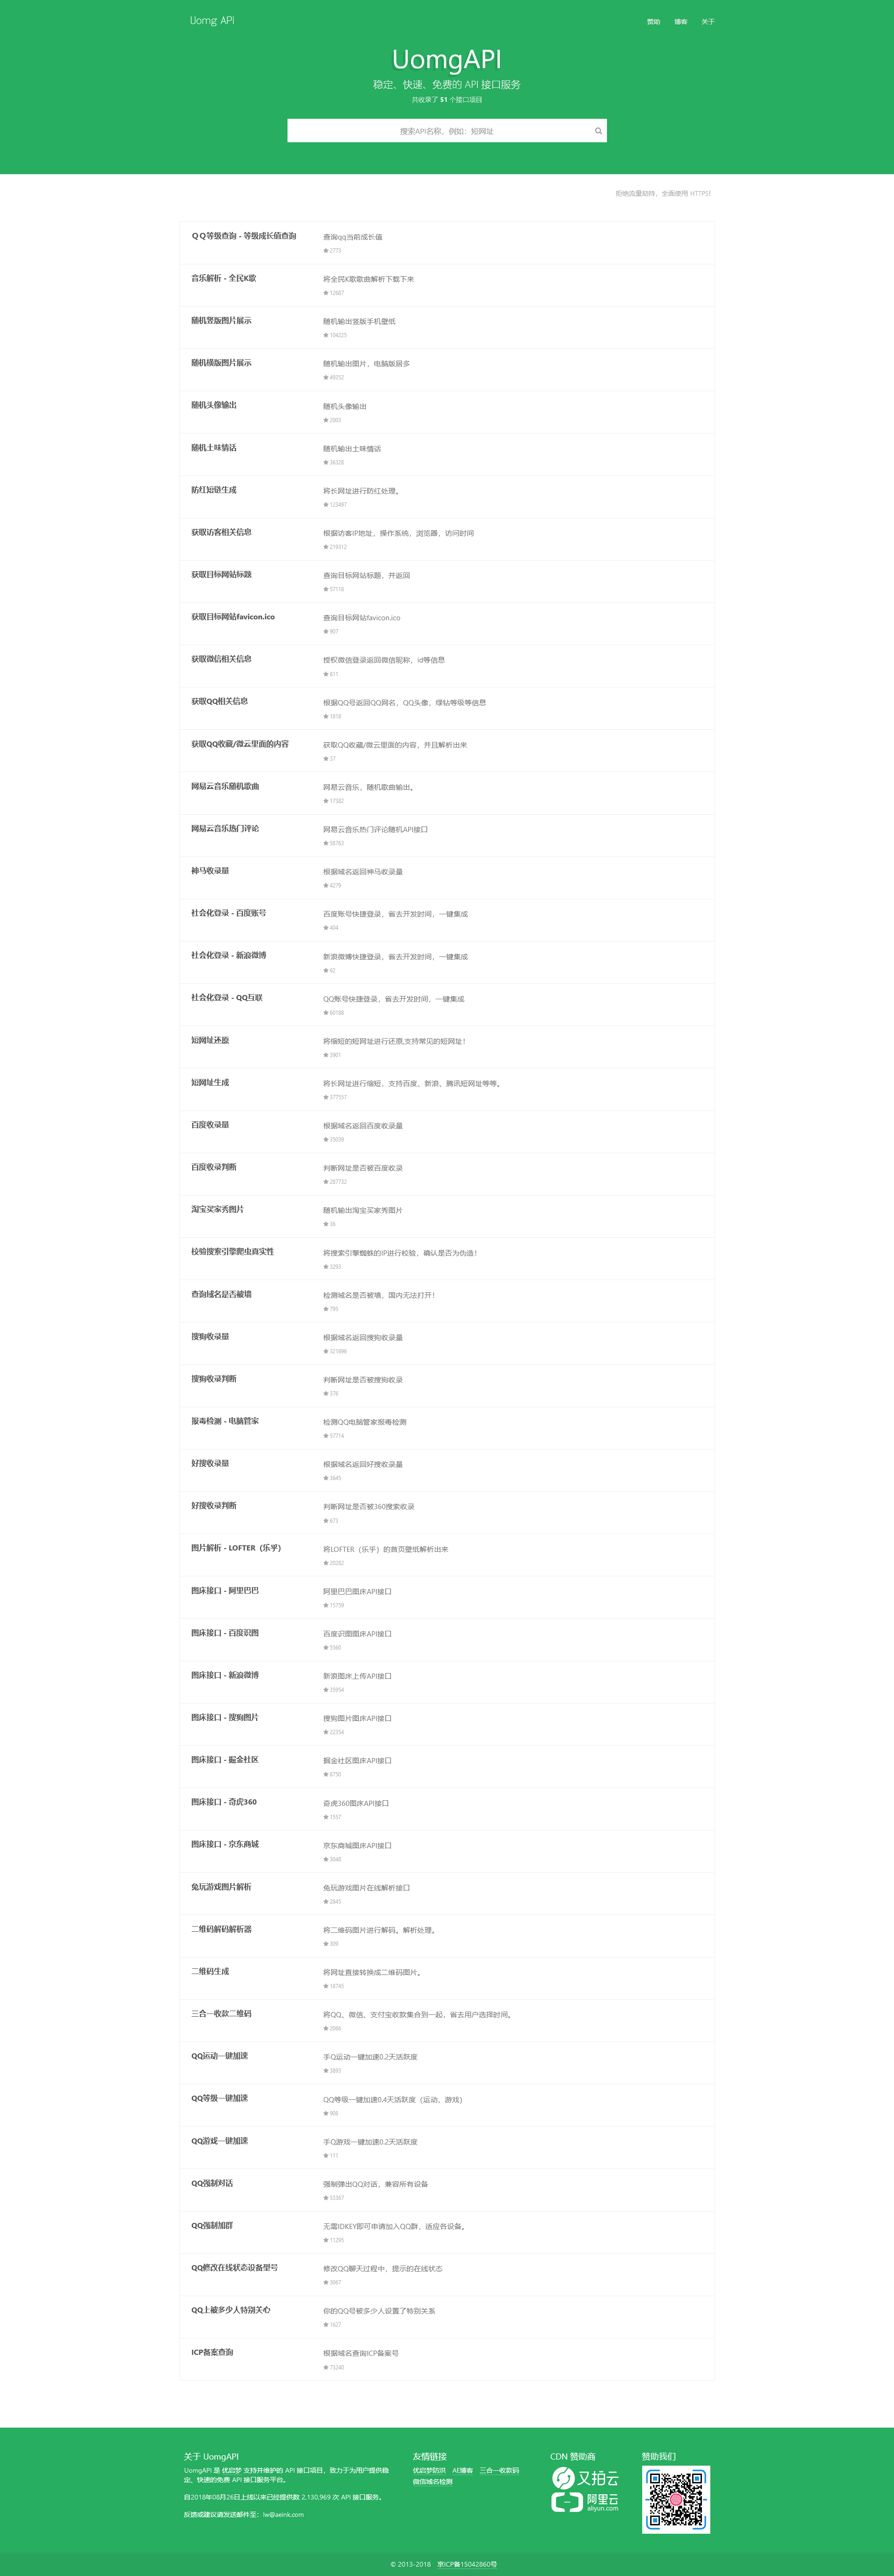 Uomg API
赞助 博客 关于
UomgAPI
稳定、快速、免费的 API 接口服务
共收录了 51 个接口项目
搜索API名称，例如：短网址
拒绝流量劫持，全面使用 HTTPS!
QQ等级查询 - 等级成长值查询
查询qq当前成长值
2773
音乐解析 - 全民K歌
将全民K歌歌曲解析下载下来
12687
随机竖版图片展示
随机输出竖版手机壁纸
104225
随机横版图片展示
随机输出图片，电脑版居多
49252
随机头像输出
随机头像输出
2003
随机土味情话
随机输出土味情话
36328
防红短链生成
将长网址进行防红处理。
123497
获取访客相关信息
根据访客IP地址，操作系统，浏览器，访问时间
219312
获取目标网站标题
查询目标网站标题，并返回
57118
获取目标网站favicon.ico
查询目标网站favicon.ico
907
获取微信相关信息
授权微信登录返回微信昵称，id等信息
811
获取QQ相关信息
根据QQ号返回QQ网名，QQ头像，绿钻等级等信息
1818
获取QQ收藏/微云里面的内容
获取QQ收藏/微云里面的内容，并且解析出来
37
网易云音乐随机歌曲
网易云音乐，随机歌曲输出。
17382
网易云音乐热门评论
网易云音乐热门评论随机API接口
58763
神马收录量
根据域名返回神马收录量
4279
社会化登录 - 百度账号
百度账号快捷登录，省去开发时间，一键集成
404
社会化登录 - 新浪微博
新浪微博快捷登录，省去开发时间，一键集成
62
社会化登录 - QQ互联
QQ账号快捷登录，省去开发时间，一键集成
60188
短网址还原
将缩短的短网址进行还原,支持常见的短网址！
3901
短网址生成
将长网址进行缩短，支持百度、新浪、腾讯短网址等等。
377557
百度收录量
根据域名返回百度收录量
35039
百度收录判断
判断网址是否被百度收录
287732
淘宝买家秀图片
随机输出淘宝买家秀图片
36
校验搜索引擎爬虫真实性
将搜索引擎蜘蛛的IP进行校验，确认是否为伪造！
3293
查询域名是否被墙
检测域名是否被墙，国内无法打开！
795
搜狗收录量
根据域名返回搜狗收录量
321696
搜狗收录判断
判断网址是否被搜狗收录
376
报毒检测 - 电脑管家
检测QQ电脑管家报毒检测
57714
好搜收录量
根据域名返回好搜收录量
3645
好搜收录判断
判断网址是否被360搜索收录
673
图片解析 - LOFTER（乐乎）
将LOFTER（乐乎）的首页壁纸解析出来
20282
图床接口 - 阿里巴巴
阿里巴巴图床API接口
15759
图床接口 - 百度识图
百度识图图床API接口
5560
图床接口 - 新浪微博
新浪图床上传API接口
25954
图床接口 - 搜狗图片
搜狗图片图床API接口
22354
图床接口 - 掘金社区
掘金社区图床API接口
8750
图床接口 - 奇虎360
奇虎360图床API接口
1557
图床接口 - 京东商城
京东商城图床API接口
3098
兔玩游戏图片解析
兔玩游戏图片在线解析接口
2845
二维码解码解析器
将二维码图片进行解码。解析处理。
309
二维码生成
将网址直接转换成二维码图片。
18765
三合一收款二维码
将QQ、微信、支付宝收款集合到一起，省去用户选择时间。
2066
QQ运动一键加速
手Q运动一键加速0.2天活跃度
3893
QQ等级一键加速
QQ等级一键加速0.4天活跃度（运动，游戏）
908
QQ游戏一键加速
手Q游戏一键加速0.2天活跃度
111
QQ强制对话
强制弹出QQ对话，兼容所有设备
53267
QQ强制加群
无需IDKEY即可申请加入QQ群，适应各设备。
11295
QQ修改在线状态设备型号
修改QQ聊天过程中，提示的在线状态
3067
QQ上被多少人特别关心
你的QQ号被多少人设置了特别关系
1627
ICP备案查询
根据域名查询ICP备案号
73240
关于 UomgAPI
UomgAPI 是 优启梦 支持并维护的 API 接口项目，致力于为用户提供稳
定、快速的免费 API 接口服务平台。
自2018年08月26日上线以来已经提供数 2,130,969 次 API 接口服务。
反馈或建议请发送邮件至：lw@aeink.com
友情链接
优启梦防洪 AE博客 三合一收款码
微信域名检测
CDN 赞助商
又拍云
阿里云
aliyun.com
赞助我们
© 2013-2018 京ICP备15042860号